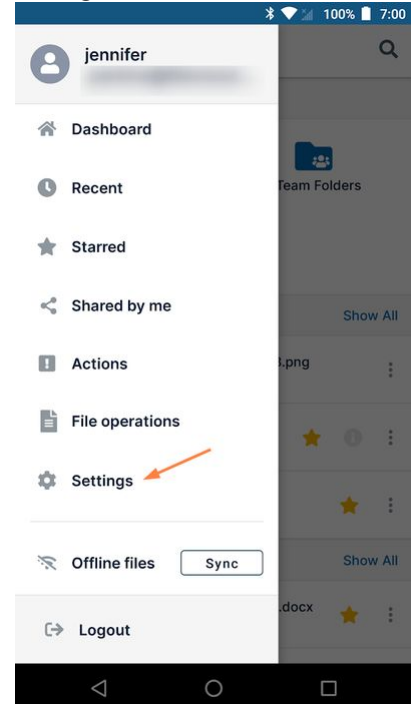 100% 7:00
jennifer
Dashboard
Recent
Team Folders
Starred
Shared by me
Show All
Actions
.png
File operations
Settings
Offline files
Sync
Show All
.docx
Logout